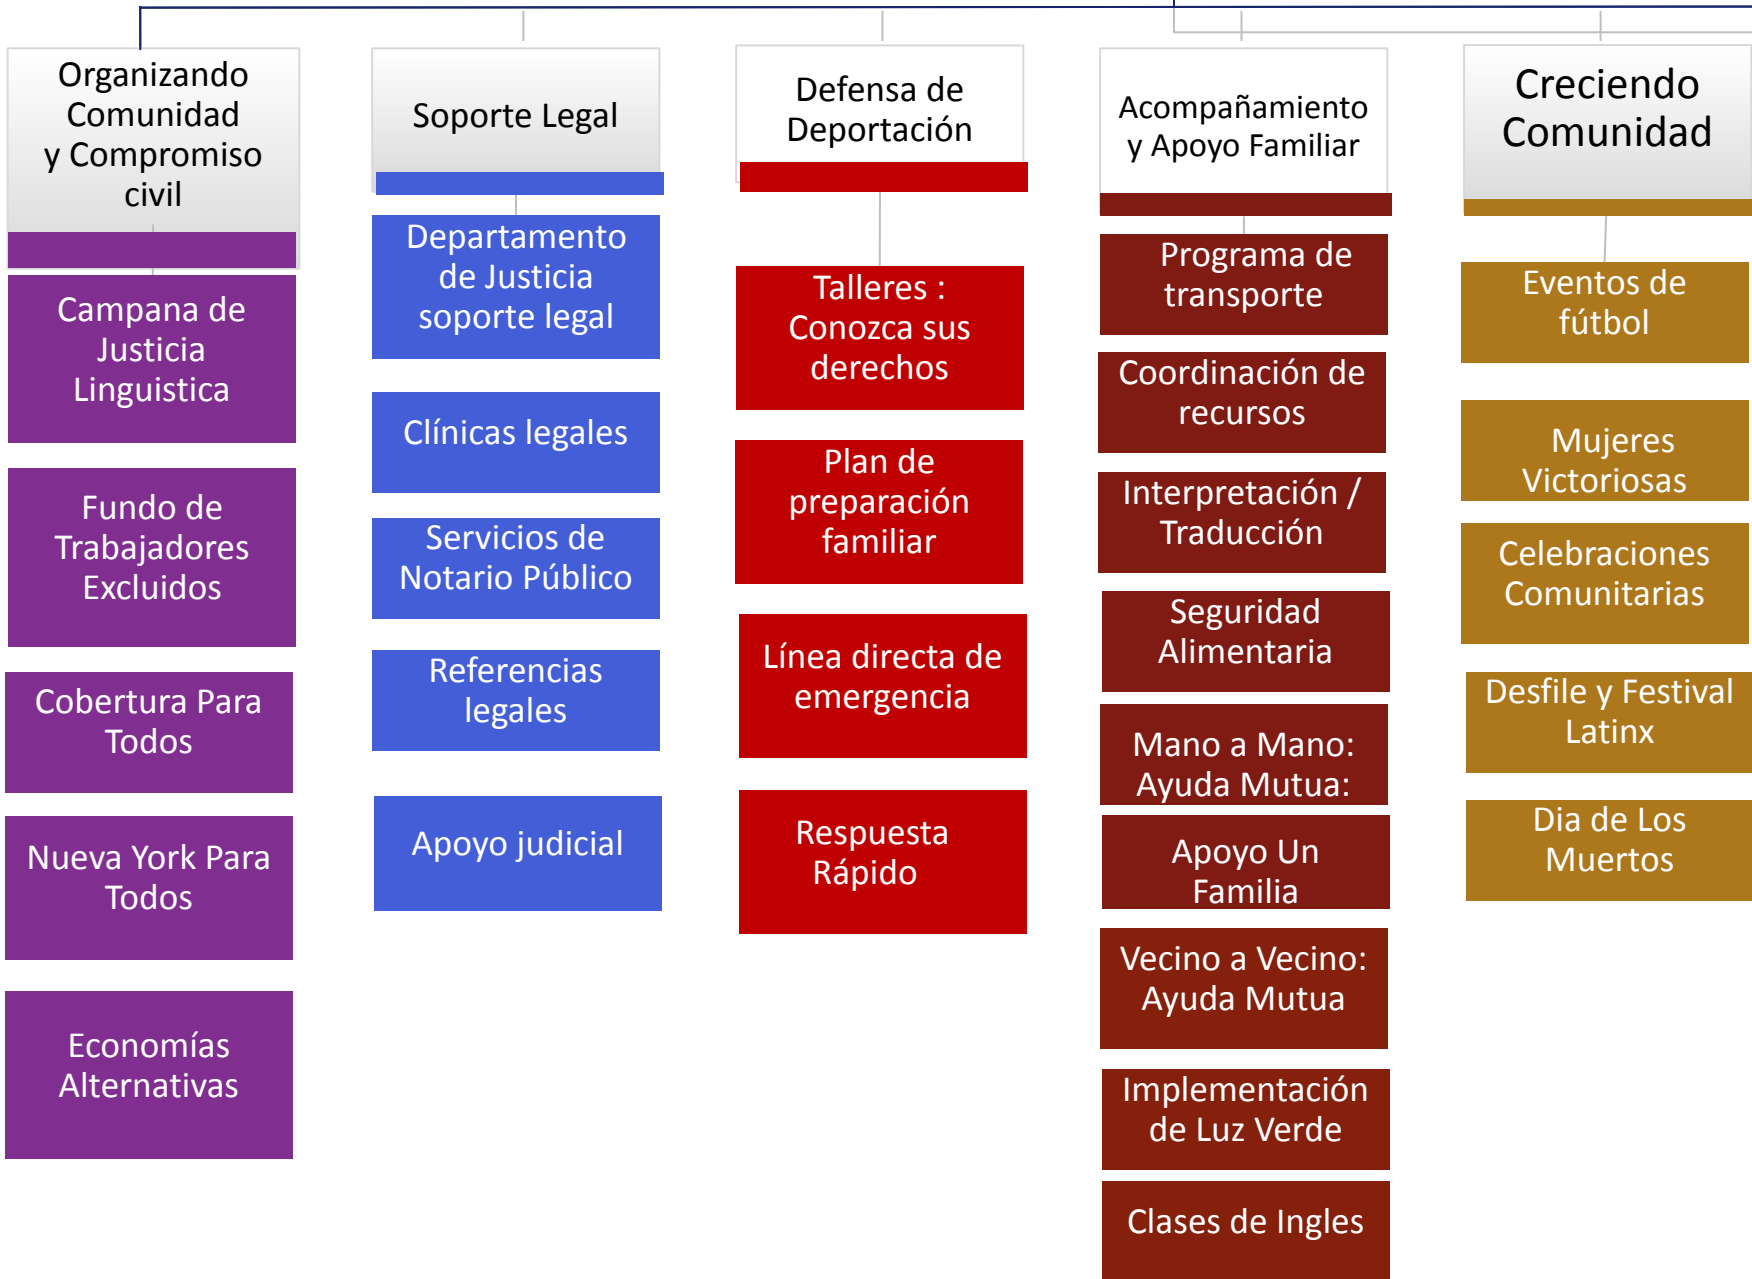 Organizando
Comunidad
y Compromiso
civil
Campana de
Justicia
Linguistica
Fundo de
Trabajadores
Excluidos
Cobertura Para
Todos
Nueva York Para
Todos
Economías
Alternativas
Soporte Legal
Departamento
de Justicia
soporte legal
Clínicas legales
Servicios de
Notario Público
Referencias
legales
Apoyo judicial
Defensa de
Deportación
Talleres :
Conozca sus
derechos
Plan de
preparación
familiar
Línea directa de
emergencia
Respuesta
Rápido
Acompañamiento
y Apoyo Familiar
Programa de
transporte
Coordinación de
recursos
Interpretación /
Traducción
Seguridad
Alimentaria
Mano a Mano:
Ayuda Mutua:
Apoyo Un
Familia
Vecino a Vecino:
Ayuda Mutua
Implementación
de Luz Verde
Clases de Ingles
Creciendo
Comunidad
Eventos de
fútbol
Mujeres
Victoriosas
Celebraciones
Comunitarias
Desfile y Festival
Latinx
Dia de Los
Muertos